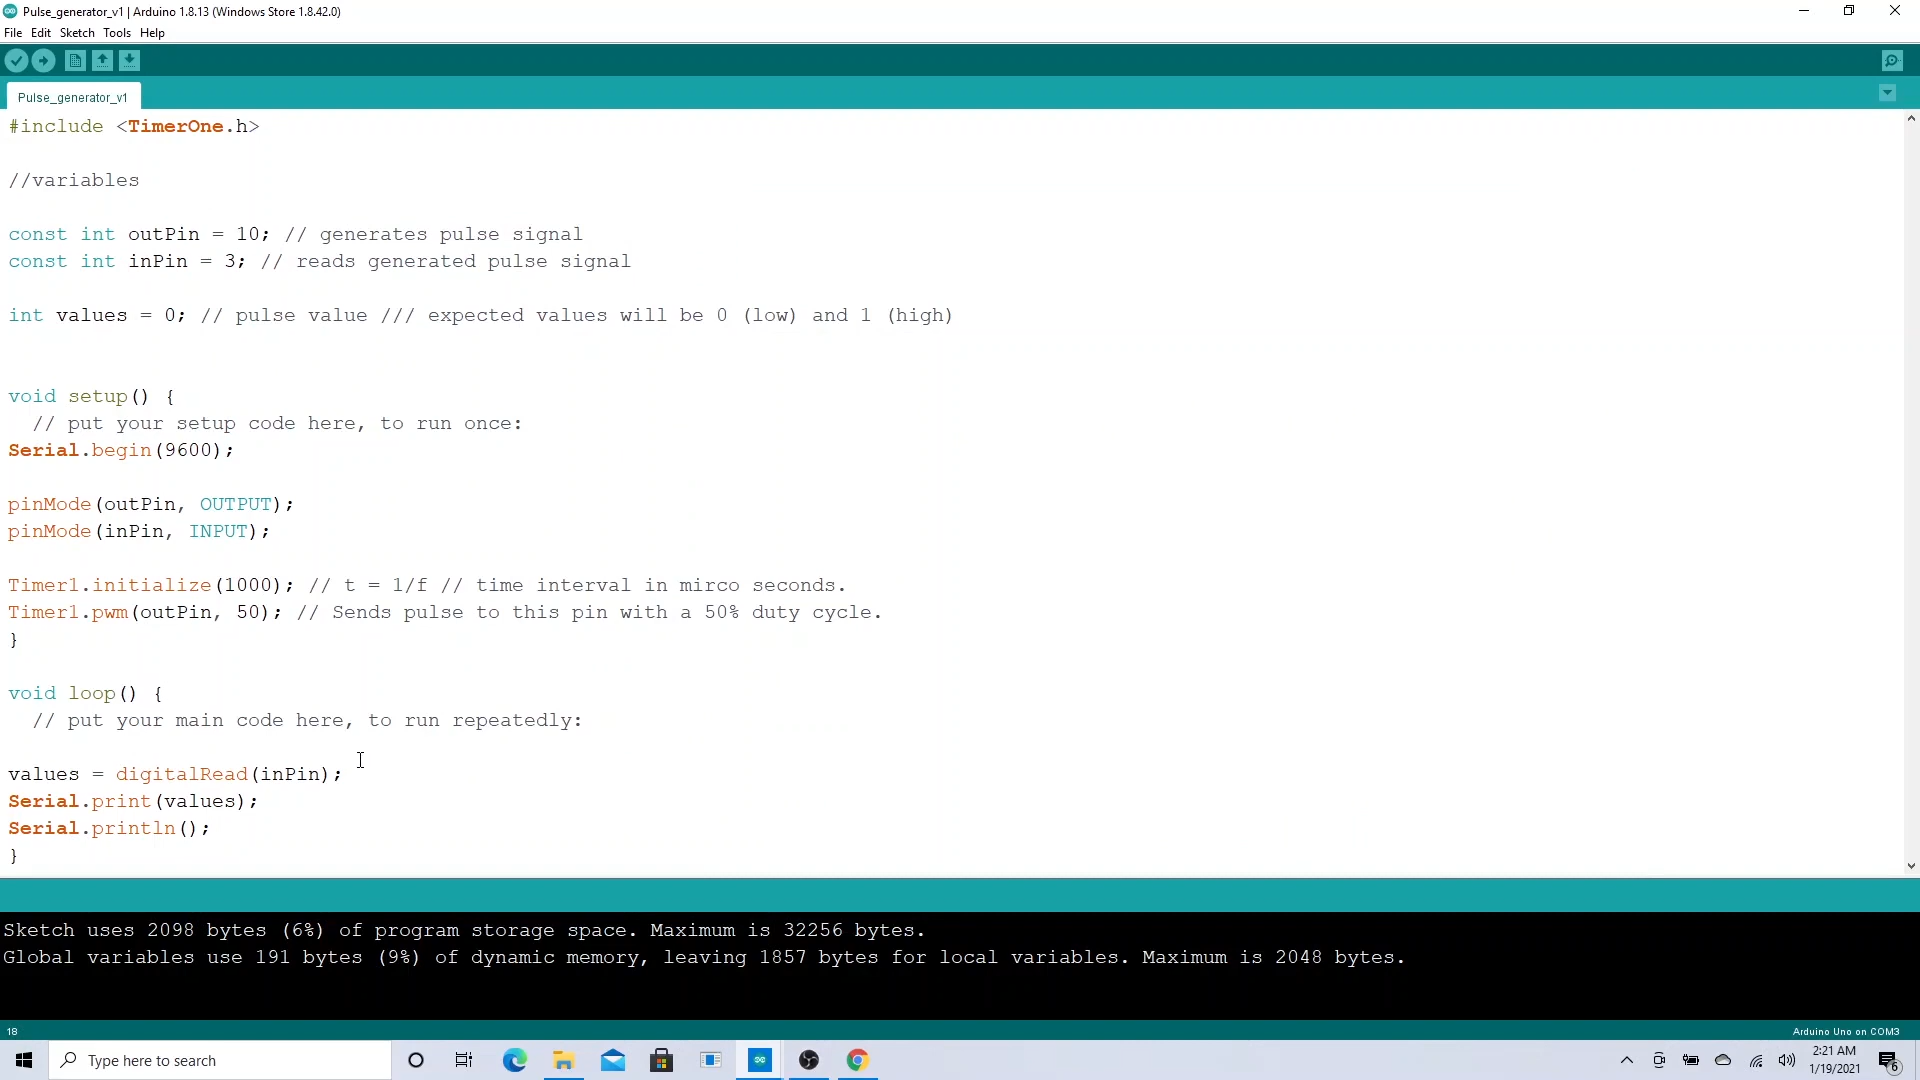 Pulse_generator_v1 | Arduino 1.8.13 (Windows Store 1.8.42.0)
File Edit Sketch Tools Help
Pulse_generator_v1
#include <TimerOne.h>
//variables
const int outPin = 10; // generates pulse signal
const int inPin = 3; // reads generated pulse signal
int values = 0; // pulse value /// expected values will be 0 (low) and 1 (high)
void setup() {
// put your setup code here, to run once:
Serial.begin(9600);
pinMode(outPin, OUTPUT);
pinMode(inPin, INPUT);
Timer1.initialize(1000); // t = 1/f // time interval in mirco seconds.
Timer1.pwm(outPin, 50); // Sends pulse to this pin with a 50% duty cycle.
}
void loop() {
// put your main code here, to run repeatedly:
values = digitalRead(inPin);
Serial.print(values);
Serial.println();
}
Sketch uses 2098 bytes (6%) of program storage space. Maximum is 32256 bytes.
Global variables use 191 bytes (9%) of dynamic memory, leaving 1857 bytes for local variables. Maximum is 2048 bytes.
18
Arduino Uno on COM3
Type here to search
2:21 AM
1/19/2021
6